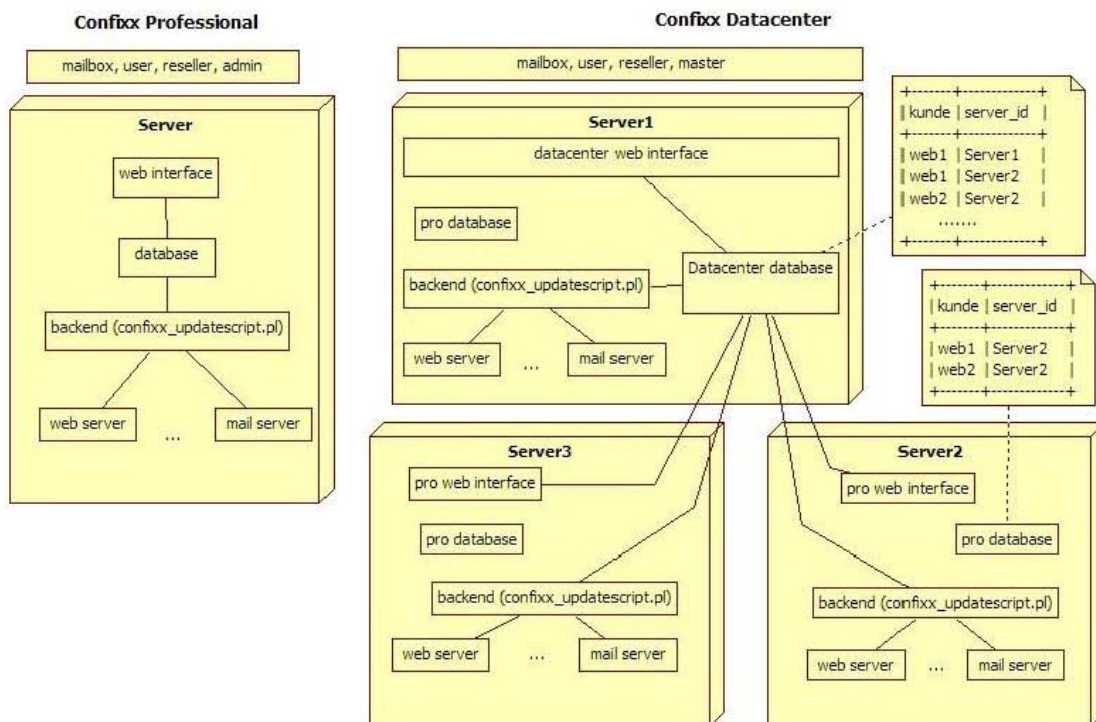 Confixx Professional
mailbox, user, reseller, admin
Server
web interface
database
backend (confixx_updatescript.pl)
web server
...
mail server
Confixx Datacenter
mailbox, user, reseller, master
Server1
datacenter web interface
pro database
Datacenter database
backend (confixx_updatescript.pl)
web server
...
mail server
+------+------------+
| kunde | server_id |
+------+------------+
| web1 | Server1 |
| web1 | Server2 |
| web2 | Server2 |
.......
+------+------------+
+------+------------+
| kunde | server_id |
+------+------------+
| web1 | Server2 |
| web2 | Server2 |
+------+------------+
Server3
pro web interface
pro database
backend (confixx_updatescript.pl)
web server
...
mail server
Server2
pro web interface
pro database
backend (confixx_updatescript.pl)
web server
...
mail server